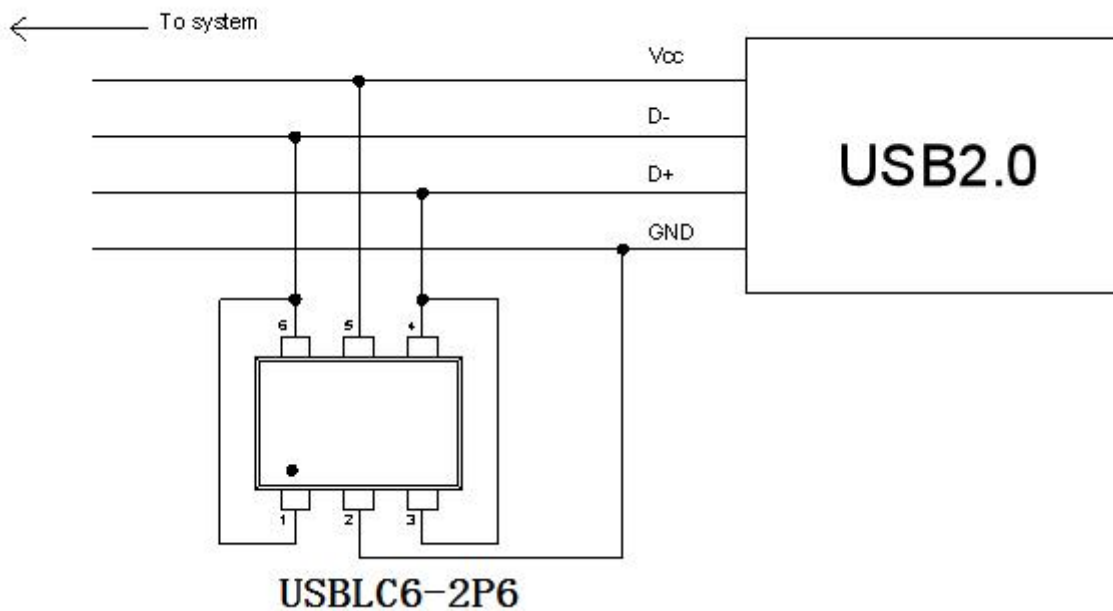 To system
Vcc
D-
D+
GND
USB2.0
6 5 4
1 2 3
USBLC6-2P6